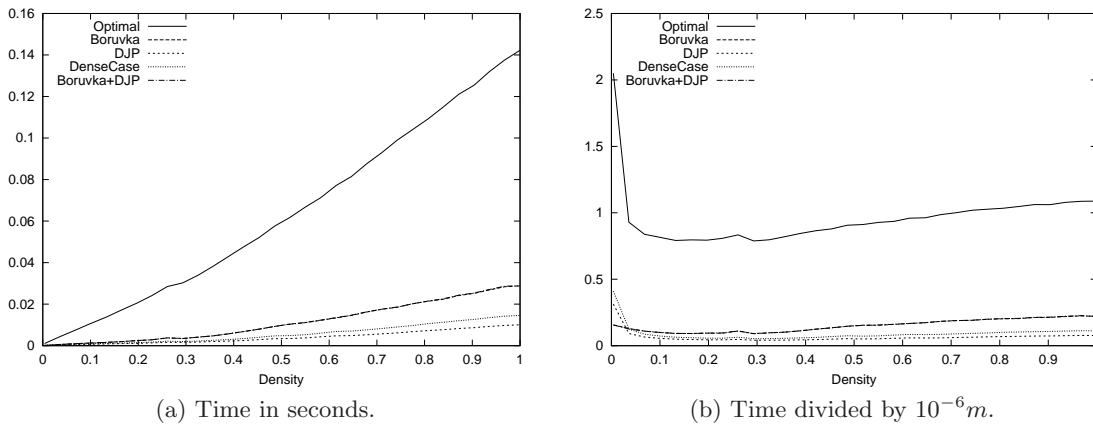 0.16
0.14
0.12
0.1
0.08
0.06
0.04
0.02
0
Optimal
Boruvka
DJP
DenseCase
Boruvka+DJP
0 0.1 0.2 0.3 0.4 0.5 0.6 0.7 0.8 0.9 1
Density
(a) Time in seconds.
2.5
2
1.5
1
0.5
0
Optimal
Boruvka
DJP
DenseCase
Boruvka+DJP
0 0.1 0.2 0.3 0.4 0.5 0.6 0.7 0.8 0.9
Density
(b) Time divided by 10⁻⁶m.